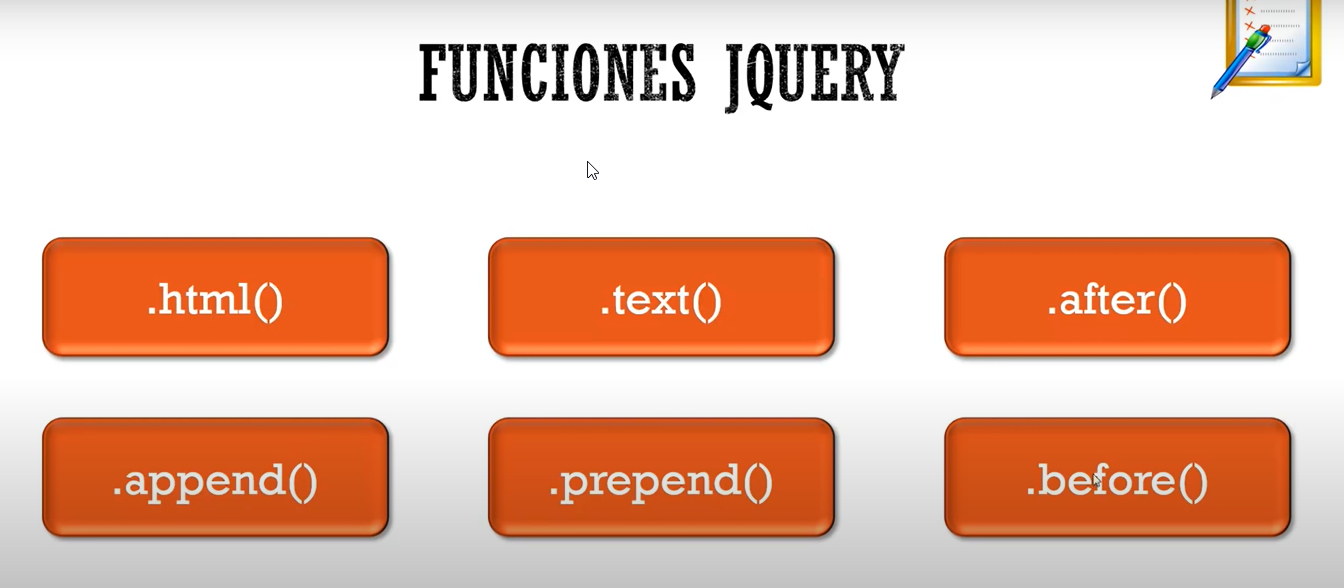 FUNCIONES JQUERY
.html()
.text()
.after()
.append()
.prepend()
.before()